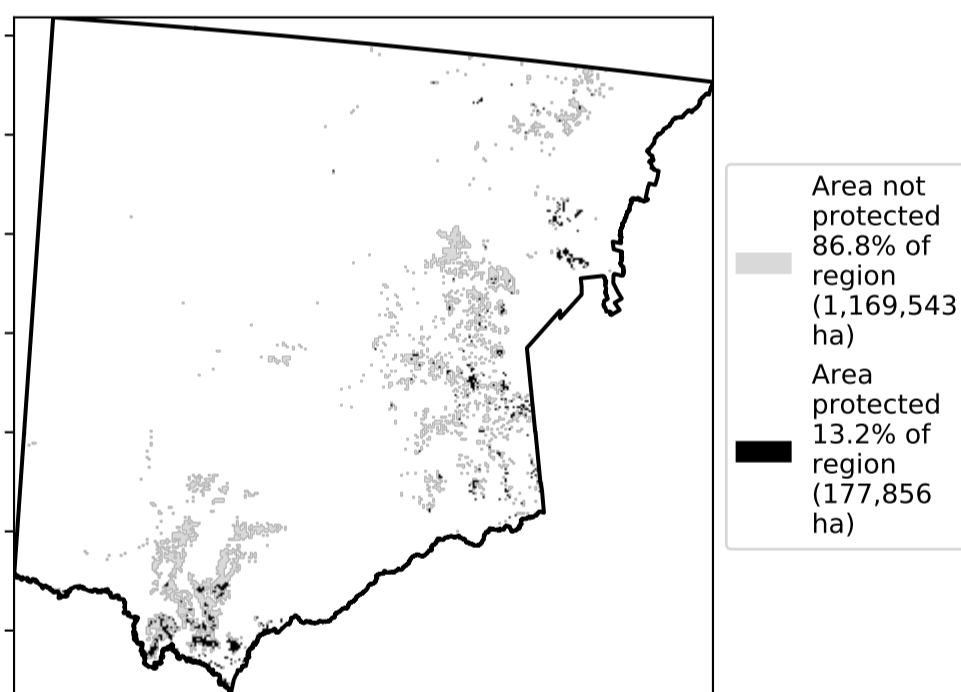 Area not
protected
86.8% of
region
(1,169,543
ha)
Area
protected
13.2% of
region
(177,856
ha)